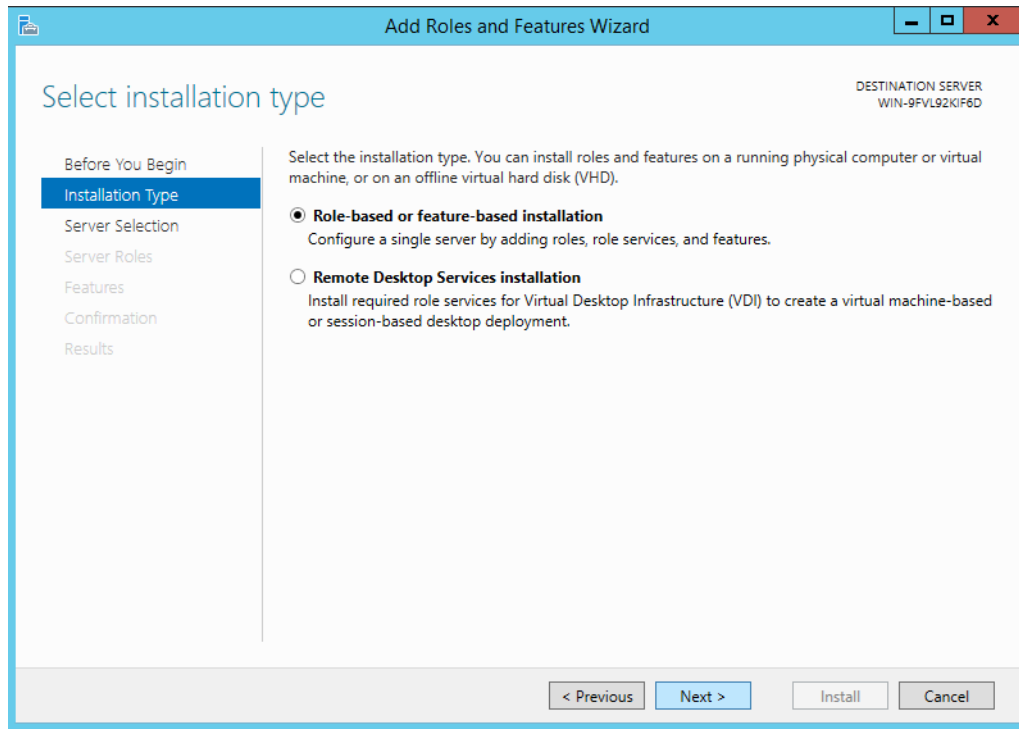 Add Roles and Features Wizard
Select installation type
DESTINATION SERVER
WIN-9FVL92KIF6D
Before You Begin
Installation Type
Server Selection
Server Roles
Features
Confirmation
Results
Select the installation type. You can install roles and features on a running physical computer or virtual
machine, or on an offline virtual hard disk (VHD).
Role-based or feature-based installation
Configure a single server by adding roles, role services, and features.
Remote Desktop Services installation
Install required role services for Virtual Desktop Infrastructure (VDI) to create a virtual machine-based
or session-based desktop deployment.
< Previous
Next >
Install
Cancel